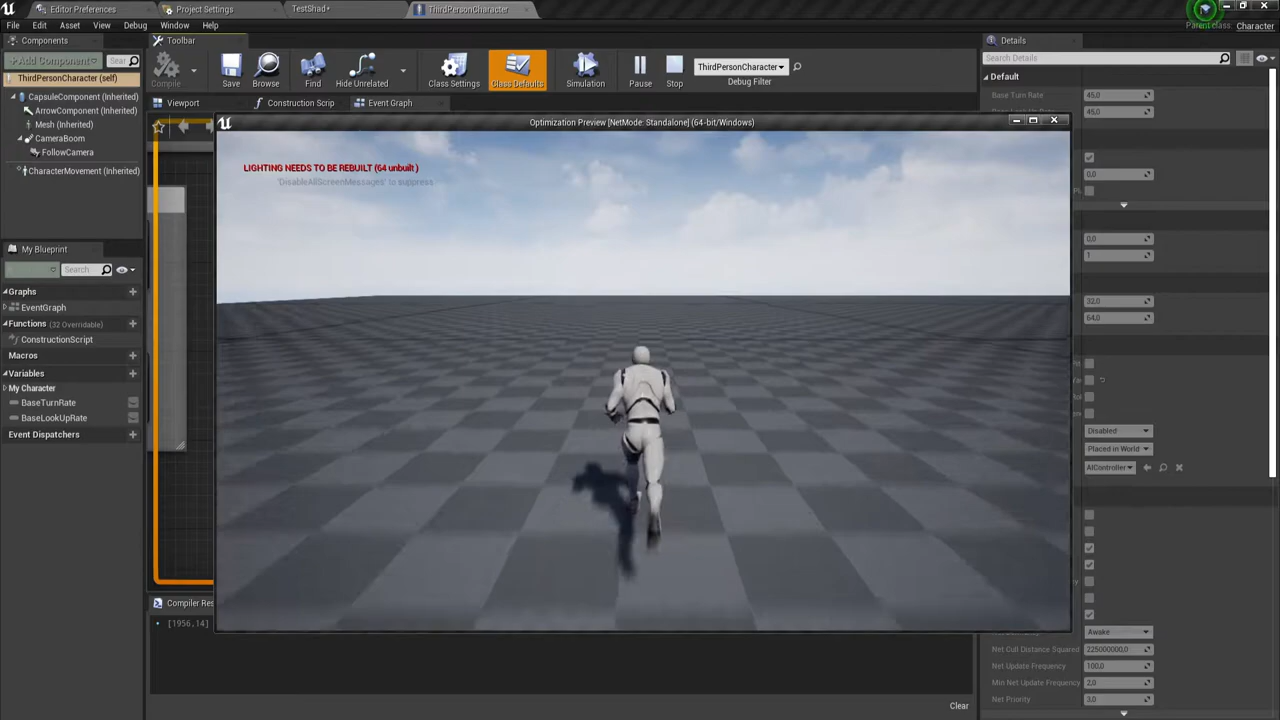 Editor Preferences
Project Settings
TestShad*
ThirdPersonCharacter
File Edit Asset View Debug Window Help
Parent class: Character
Components
+Add Component
Search
ThirdPersonCharacter (self)
CapsuleComponent (Inherited)
ArrowComponent (Inherited)
Mesh (Inherited)
CameraBoom
FollowCamera
CharacterMovement (Inherited)
My Blueprint
Search
Graphs
EventGraph
Functions (32 Overridable)
ConstructionScript
Macros
Variables
My Character
BaseTurnRate
BaseLookUpRate
Event Dispatchers
Toolbar
Compile
Save
Browse
Find
Hide Unrelated
Class Settings
Class Defaults
Simulation
Pause
Stop
ThirdPersonCharacter
Debug Filter
Viewport
Construction Scrip
Event Graph
Optimization Preview [NetMode: Standalone] (64-bit/Windows)
LIGHTING NEEDS TO BE REBUILT (64 unbuilt)
'DisableAllScreenMessages' to suppress
Compiler Res
[1956,14]
Clear
Details
Search Details
Default
Base Turn Rate 45,0
45,0
0,0
0,0
1
32,0
64,0
Disabled
Placed in World
AIController
Awake
Net Cull Distance Squared 225000000,0
Net Update Frequency 100,0
Min Net Update Frequency 2,0
Net Priority 3,0